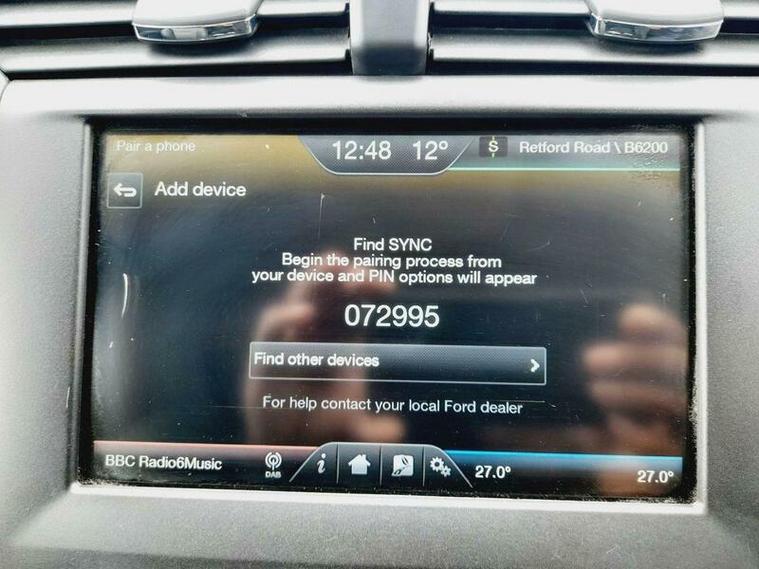 Pair a phone
12:48 12°
S Retford Road \ B6200
Add device
Find SYNC
Begin the pairing process from
your device and PIN options will appear
072995
Find other devices
For help contact your local Ford dealer
BBC Radio6Music
DAB
i
27.0°
27.0°